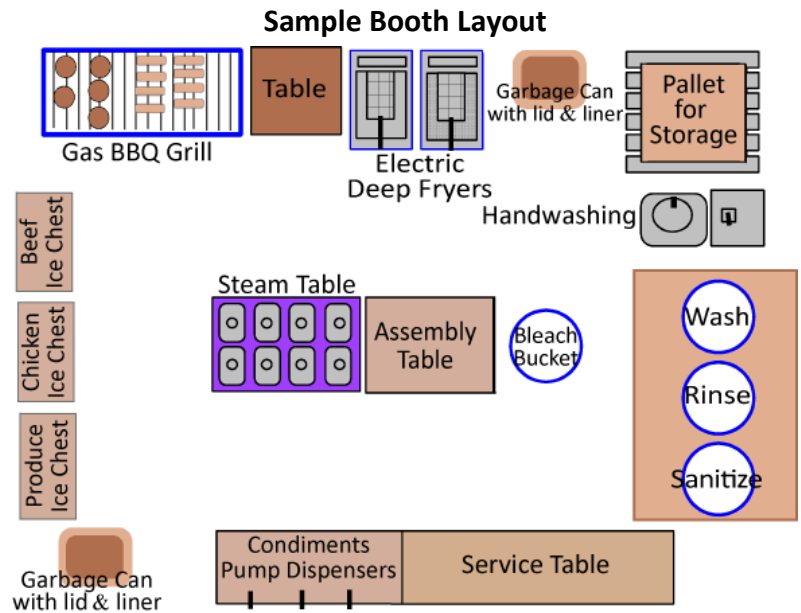 Sample Booth Layout
Table
Garbage Can
with lid & liner
Pallet
for
Storage
Gas BBQ Grill
Electric
Deep Fryers
Handwashing
Beef
Ice Chest
Steam Table
Chicken
Ice Chest
Assembly
Table
Bleach
Bucket
Wash
Rinse
Sanitize
Produce
Ice Chest
Garbage Can
with lid & liner
Condiments
Pump Dispensers
Service Table